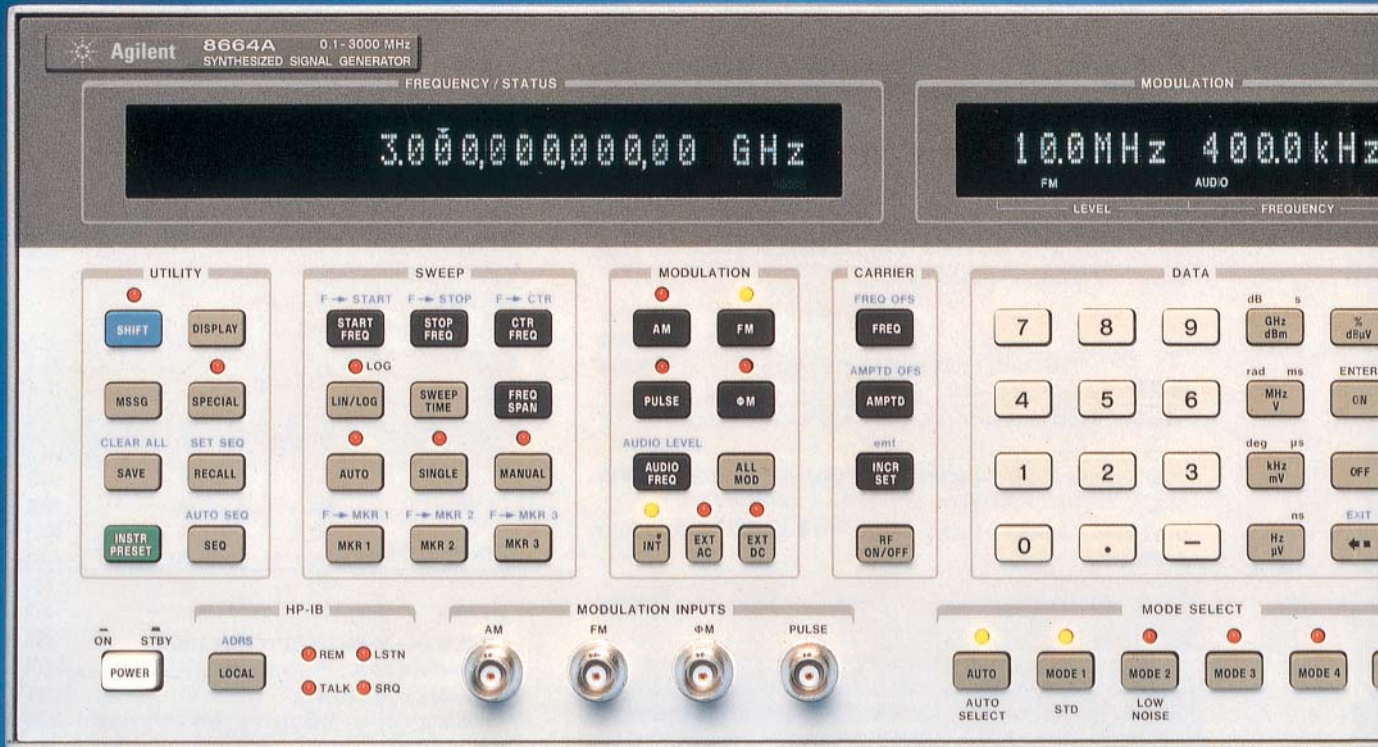 Agilent 8664A 0.1-3000 MHz
SYNTHESIZED SIGNAL GENERATOR
FREQUENCY / STATUS
3.000,000,000,00 GHz
MODULATION
10.0MHz 400.0kHz
FM AUDIO
LEVEL FREQUENCY
UTILITY
SHIFT DISPLAY
MSSG SPECIAL
CLEAR ALL SET SEQ
SAVE RECALL
AUTO SEQ
INSTR PRESET SEQ
SWEEP
F→START F→STOP F→CTR
START FREQ STOP FREQ CTR FREQ
LOG
LIN/LOG SWEEP TIME FREQ SPAN
AUTO SINGLE MANUAL
F→MKR 1 F→MKR 2 F→MKR 3
MKR 1 MKR 2 MKR 3
MODULATION
AM FM
PULSE ΦM
AUDIO LEVEL
AUDIO FREQ ALL MOD
INT EXT AC EXT DC
CARRIER
FREQ OFS
FREQ
AMPTD OFS
AMPTD
emf
INCR SET
RF ON/OFF
DATA
dB s
7 8 9 GHz dBm % dBµV
rad ms ENTER
4 5 6 MHz V ON
deg µs
1 2 3 kHz mV OFF
ns EXIT
0 . − Hz µV
ON STBY
POWER
HP-IB
ADRS
LOCAL
REM LSTN
TALK SRQ
MODULATION INPUTS
AM FM ΦM PULSE
MODE SELECT
AUTO MODE 1 MODE 2 MODE 3 MODE 4
AUTO SELECT STD LOW NOISE